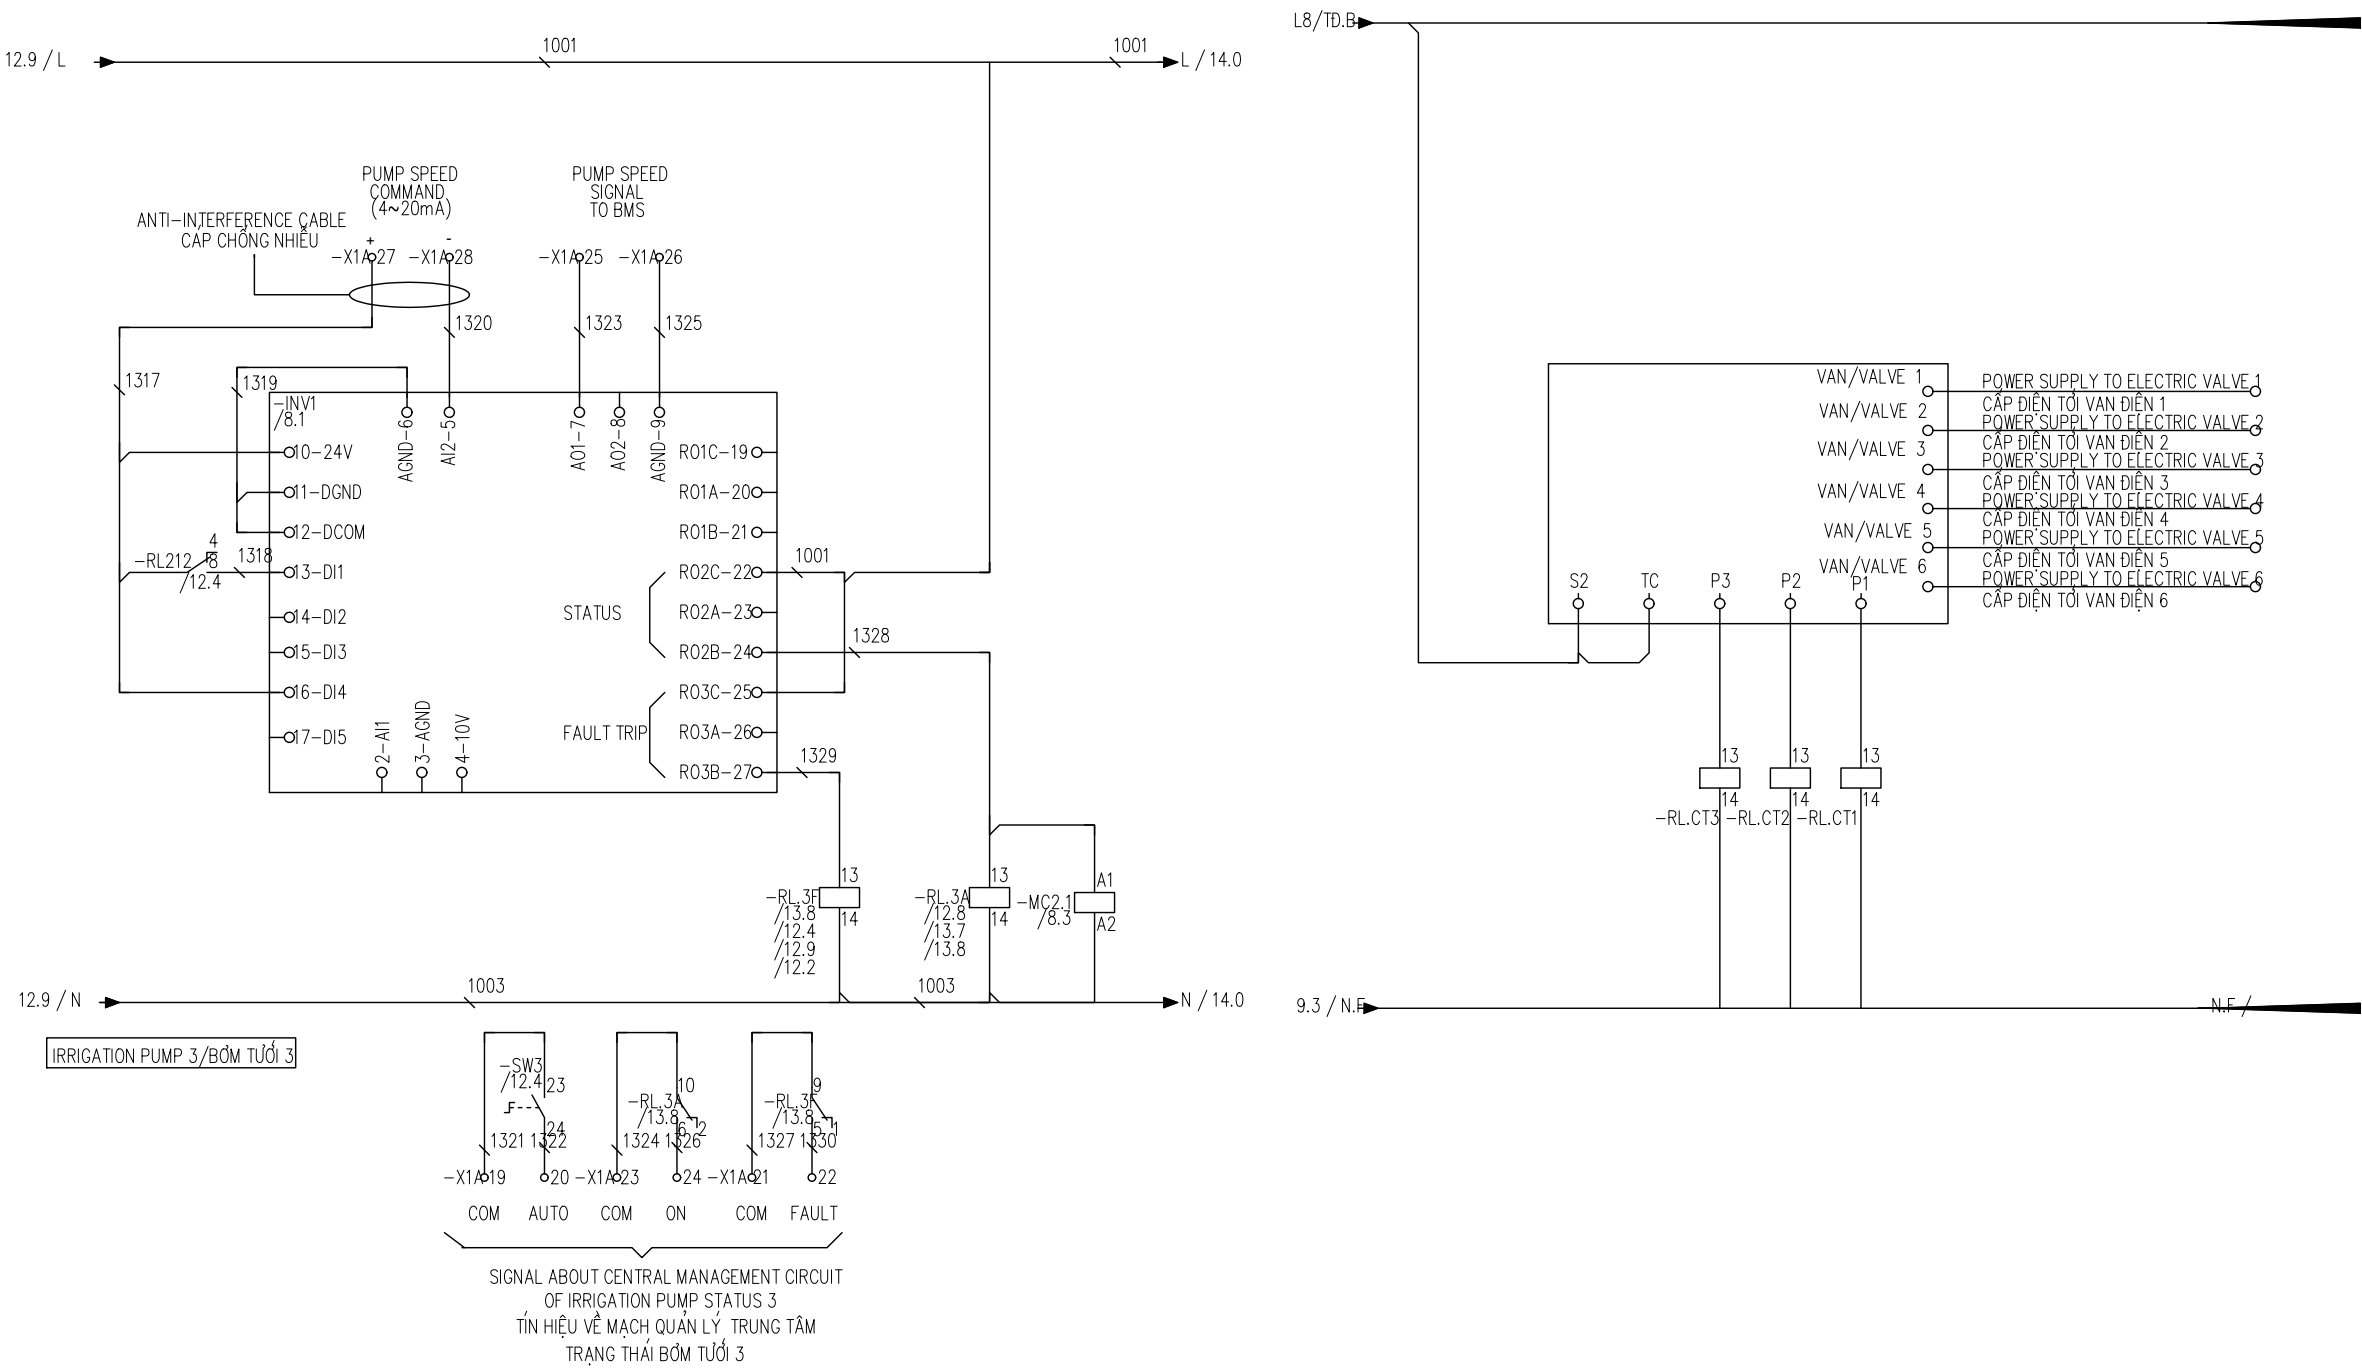 L8/TĐ.B
1001
1001
12.9 / L
L / 14.0
PUMP SPEED
COMMAND
(4~20mA)
PUMP SPEED
SIGNAL
TO BMS
ANTI-INTERFERENCE CABLE
CÁP CHỐNG NHIỄU
+
-
-X1A 27
-X1A 28
-X1A 25
-X1A 26
1320
1323
1325
1317
1319
-INV1
/8.1
AGND-6
AI2-5
AO1-7
AO2-8
AGND-9
10-24V
11-DGND
12-DCOM
13-DI1
14-DI2
15-DI3
16-DI4
17-DI5
2-AI1
3-AGND
4-10V
-RL212
4
8
/12.4
1318
RO1C-19
RO1A-20
RO1B-21
RO2C-22
RO2A-23
RO2B-24
RO3C-25
RO3A-26
RO3B-27
STATUS
FAULT TRIP
1001
1328
1329
13
-RL.3F
14
/13.8
/12.4
/12.9
/12.2
13
-RL.3A
14
/12.8
/13.7
/13.8
A1
-MC2.1
/8.3
A2
12.9 / N
1003
1003
N / 14.0
IRRIGATION PUMP 3/BƠM TƯỚI 3
-SW3
/12.4
23
24
1321
1322
-RL.3A
/13.8
10
6
2
1324
1326
-RL.3F
/13.8
9
5
1
1327
1330
-X1A 19
20
-X1A 23
24
-X1A 21
22
COM
AUTO
COM
ON
COM
FAULT
SIGNAL ABOUT CENTRAL MANAGEMENT CIRCUIT
OF IRRIGATION PUMP STATUS 3
TÍN HIỆU VỀ MẠCH QUẢN LÝ TRUNG TÂM
TRẠNG THÁI BƠM TƯỚI 3
VAN/VALVE 1
VAN/VALVE 2
VAN/VALVE 3
VAN/VALVE 4
VAN/VALVE 5
VAN/VALVE 6
POWER SUPPLY TO ELECTRIC VALVE 1
CẤP ĐIỆN TỚI VAN ĐIỆN 1
POWER SUPPLY TO ELECTRIC VALVE 2
CẤP ĐIỆN TỚI VAN ĐIỆN 2
POWER SUPPLY TO ELECTRIC VALVE 3
CẤP ĐIỆN TỚI VAN ĐIỆN 3
POWER SUPPLY TO ELECTRIC VALVE 4
CẤP ĐIỆN TỚI VAN ĐIỆN 4
POWER SUPPLY TO ELECTRIC VALVE 5
CẤP ĐIỆN TỚI VAN ĐIỆN 5
POWER SUPPLY TO ELECTRIC VALVE 6
CẤP ĐIỆN TỚI VAN ĐIỆN 6
S2
TC
P3
P2
P1
13
13
13
14
14
14
-RL.CT3
-RL.CT2
-RL.CT1
9.3 / N.F
N.F /